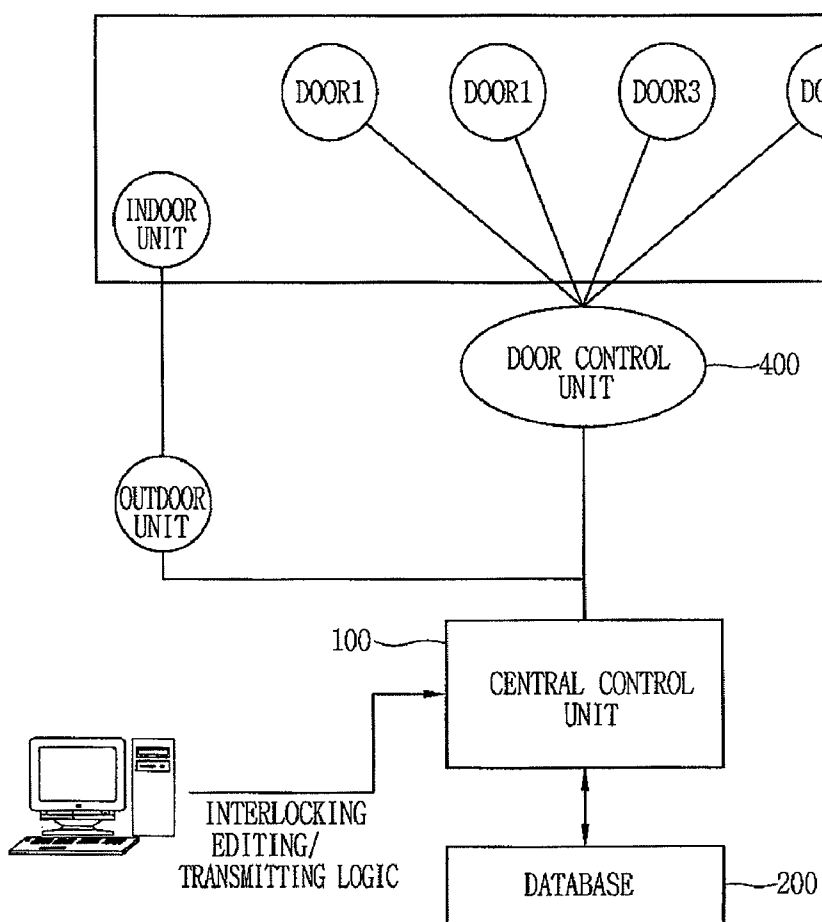 DOOR1
DOOR1
DOOR3
INDOOR
UNIT
DOOR CONTROL
UNIT
400
OUTDOOR
UNIT
100
CENTRAL CONTROL
UNIT
INTERLOCKING
EDITING/
TRANSMITTING LOGIC
DATABASE
200